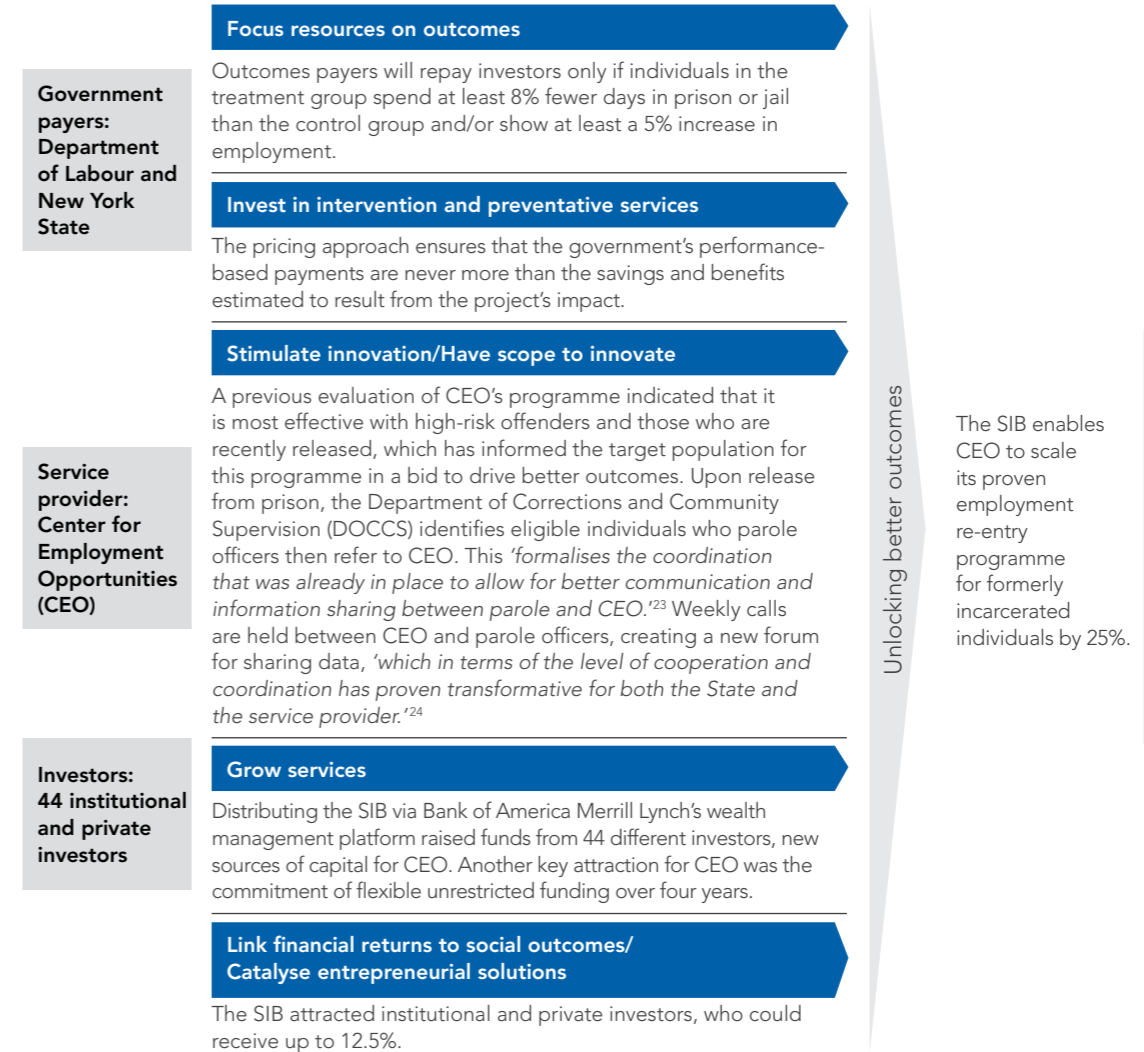 Government
payers:
Department
of Labour and
New York
State
Focus resources on outcomes
Outcomes payers will repay investors only if individuals in the
treatment group spend at least 8% fewer days in prison or jail
than the control group and/or show at least a 5% increase in
employment.
Invest in intervention and preventative services
The pricing approach ensures that the government’s performance-
based payments are never more than the savings and benefits
estimated to result from the project’s impact.
Service
provider:
Center for
Employment
Opportunities
(CEO)
Stimulate innovation/Have scope to innovate
A previous evaluation of CEO’s programme indicated that it
is most effective with high-risk offenders and those who are
recently released, which has informed the target population for
this programme in a bid to drive better outcomes. Upon release
from prison, the Department of Corrections and Community
Supervision (DOCCS) identifies eligible individuals who parole
officers then refer to CEO. This ‘formalises the coordination
that was already in place to allow for better communication and
information sharing between parole and CEO.’23 Weekly calls
are held between CEO and parole officers, creating a new forum
for sharing data, ‘which in terms of the level of cooperation and
coordination has proven transformative for both the State and
the service provider.’24
Investors:
44 institutional
and private
investors
Grow services
Distributing the SIB via Bank of America Merrill Lynch’s wealth
management platform raised funds from 44 different investors, new
sources of capital for CEO. Another key attraction for CEO was the
commitment of flexible unrestricted funding over four years.
Link financial returns to social outcomes/
Catalyse entrepreneurial solutions
The SIB attracted institutional and private investors, who could
receive up to 12.5%.
Unlocking better outcomes
The SIB enables
CEO to scale
its proven
employment
re-entry
programme
for formerly
incarcerated
individuals by 25%.